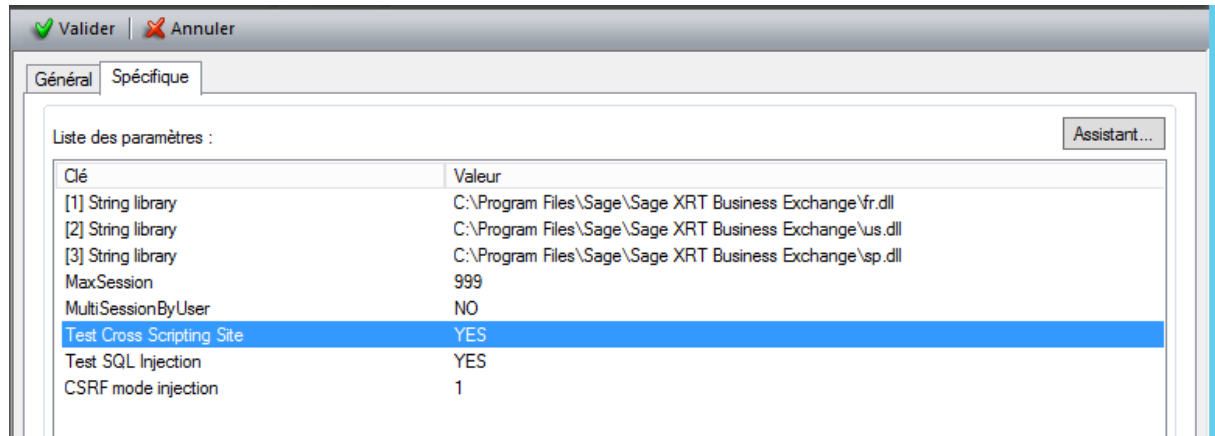 Valider Annuler
Général Spécifique
Liste des paramètres : Assistant...
Clé Valeur
[1] String library C:\Program Files\Sage\Sage XRT Business Exchange\fr.dll
[2] String library C:\Program Files\Sage\Sage XRT Business Exchange\us.dll
[3] String library C:\Program Files\Sage\Sage XRT Business Exchange\sp.dll
MaxSession 999
MultiSessionByUser NO
Test Cross Scripting Site YES
Test SQL Injection YES
CSRF mode injection 1